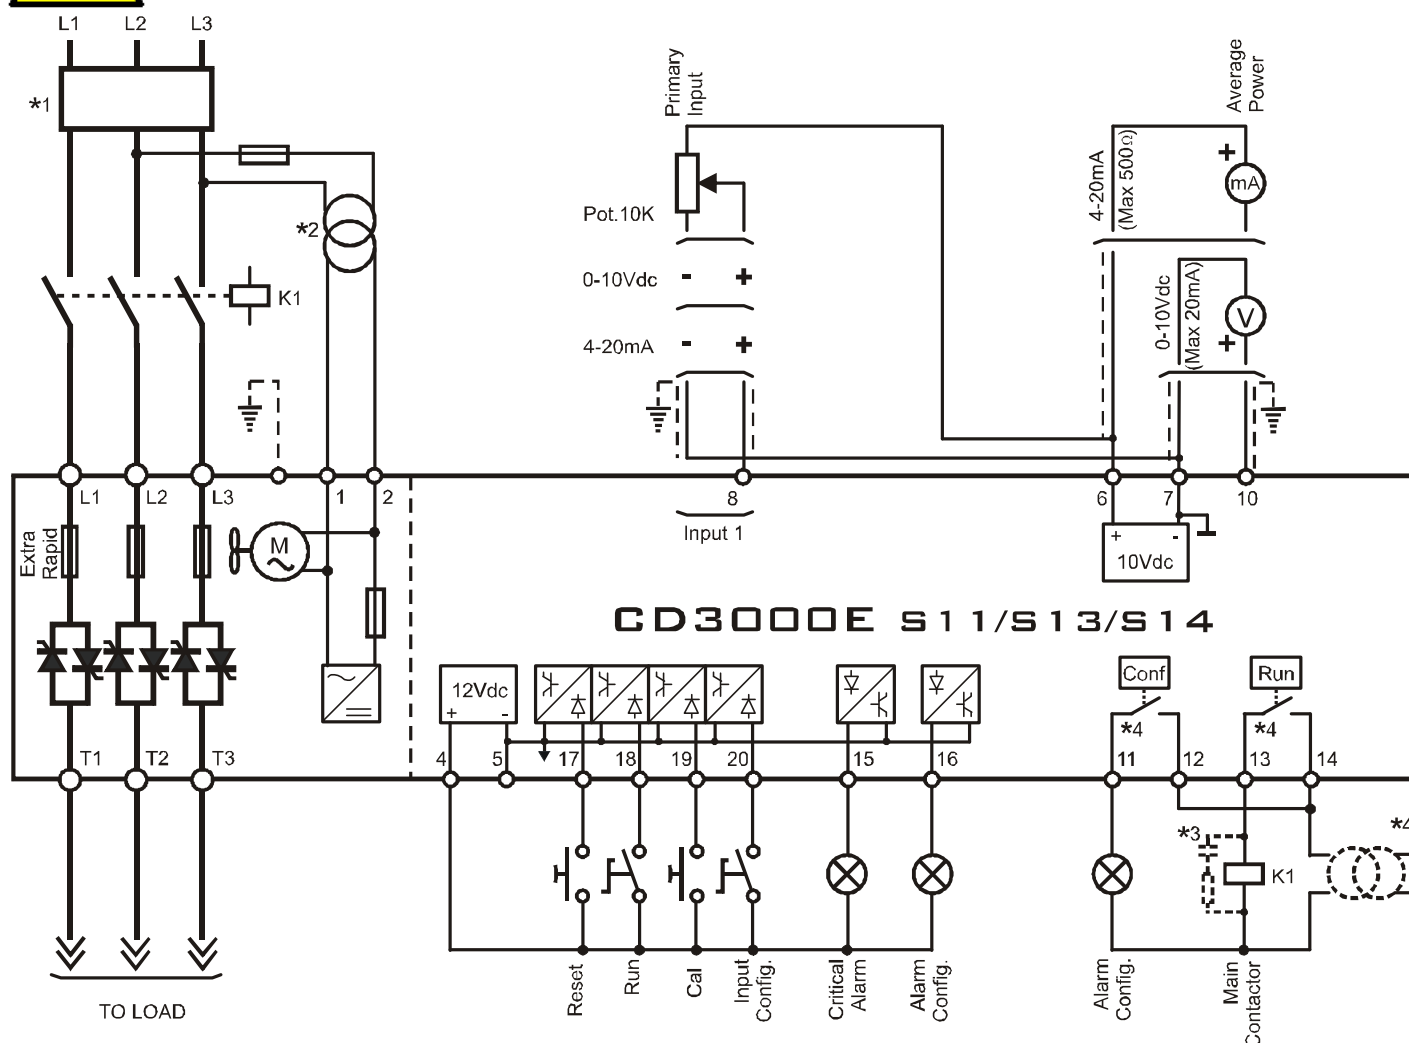 L1 L2 L3
*1
*2
K1
Primary
Input
Pot.10K
0-10Vdc - +
4-20mA - +
Average
Power
4-20mA
(Max 500Ω)
+
mA
0-10Vdc
(Max 20mA)
V
+
L1 L2 L3 1 2 8 6 7 10
Input 1
Extra
Rapid
M
+ -
10Vdc
CD3000E S11/S13/S14
12Vdc
+ -
Conf
Run
*4 *4
T1 T2 T3 4 5 17 18 19 20 15 16 11 12 13 14
*3
*4
K1
Reset
Run
Cal
Input
Config.
Critical
Alarm
Alarm
Config.
Alarm
Config.
Main
Contactor
TO LOAD